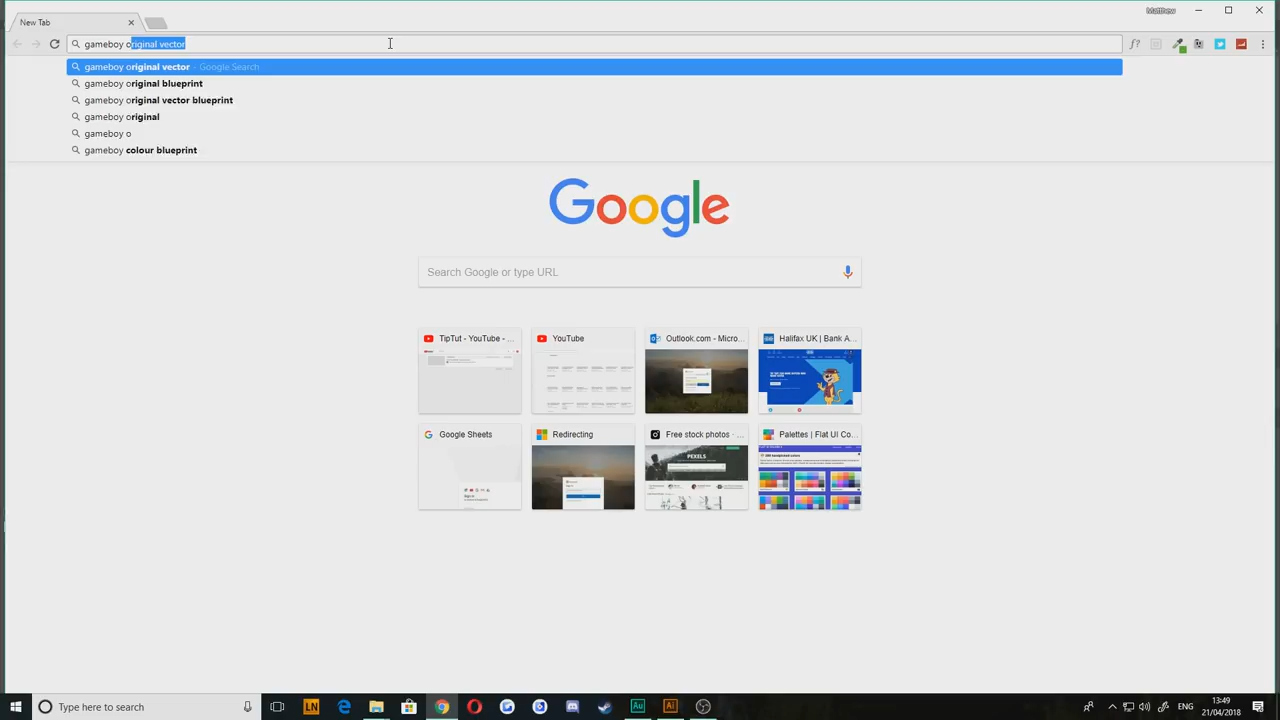 New Tab
Matthew
gameboy original vector
gameboy original vector - Google Search
gameboy original blueprint
gameboy original vector blueprint
gameboy original
gameboy o
gameboy colour blueprint
Google
Search Google or type URL
TipTut - YouTube - ...
YouTube
Outlook.com - Micro...
Halifax UK | Bank A...
Google Sheets
Redirecting
Free stock photos · ...
Palettes | Flat UI Co...
PEXELS
Type here to search
LN
Au
Ai
ENG
13:49
21/04/2018